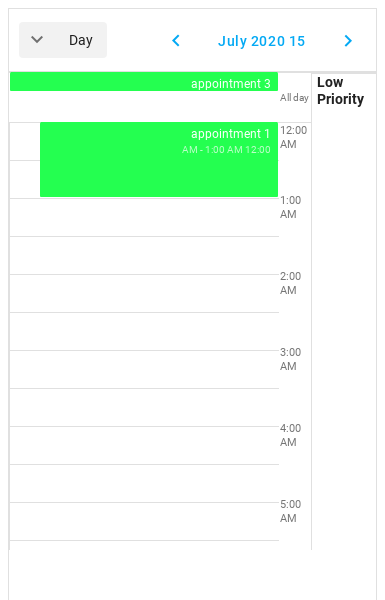 Day
July 2020 15
appointment 3
All day
Low
Priority
appointment 1
AM - 1:00 AM 12:00
12:00
AM
1:00
AM
2:00
AM
3:00
AM
4:00
AM
5:00
AM